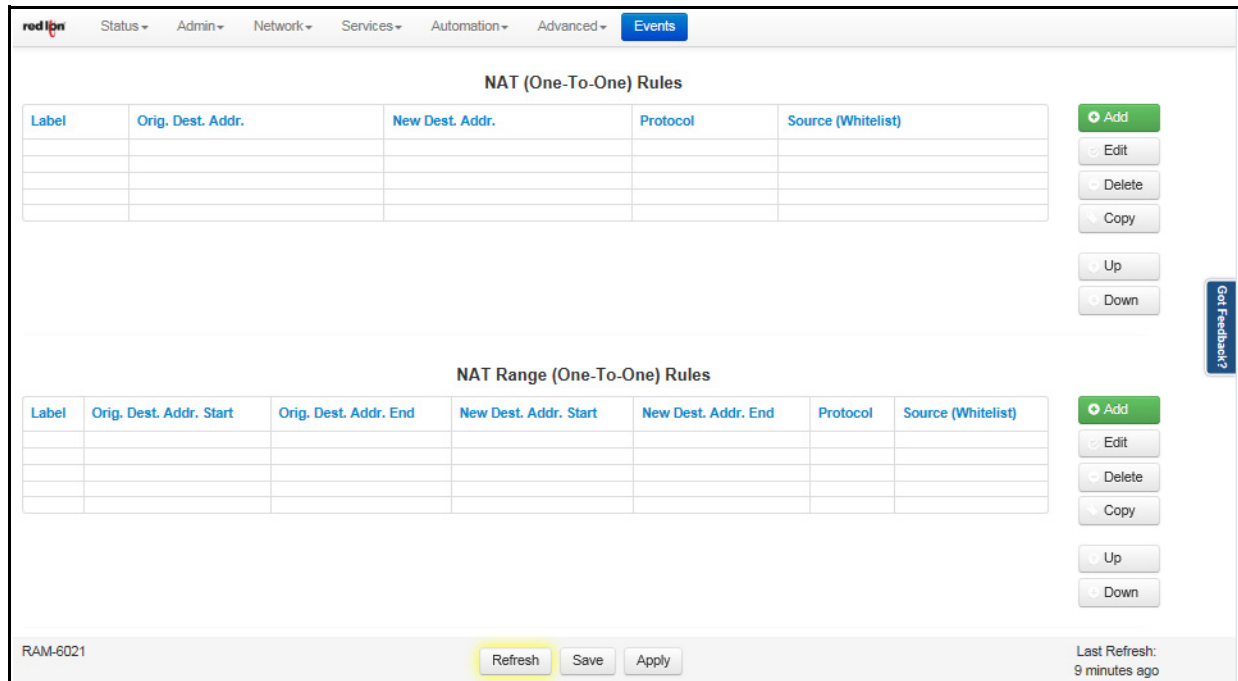 red lion Status Admin Network Services Automation Advanced Events
NAT (One-To-One) Rules
Label Orig. Dest. Addr. New Dest. Addr. Protocol Source (Whitelist)
Add
Edit
Delete
Copy
Up
Down
Got Feedback?
NAT Range (One-To-One) Rules
Label Orig. Dest. Addr. Start Orig. Dest. Addr. End New Dest. Addr. Start New Dest. Addr. End Protocol Source (Whitelist)
Add
Edit
Delete
Copy
Up
Down
RAM-6021
Refresh Save Apply
Last Refresh:
9 minutes ago